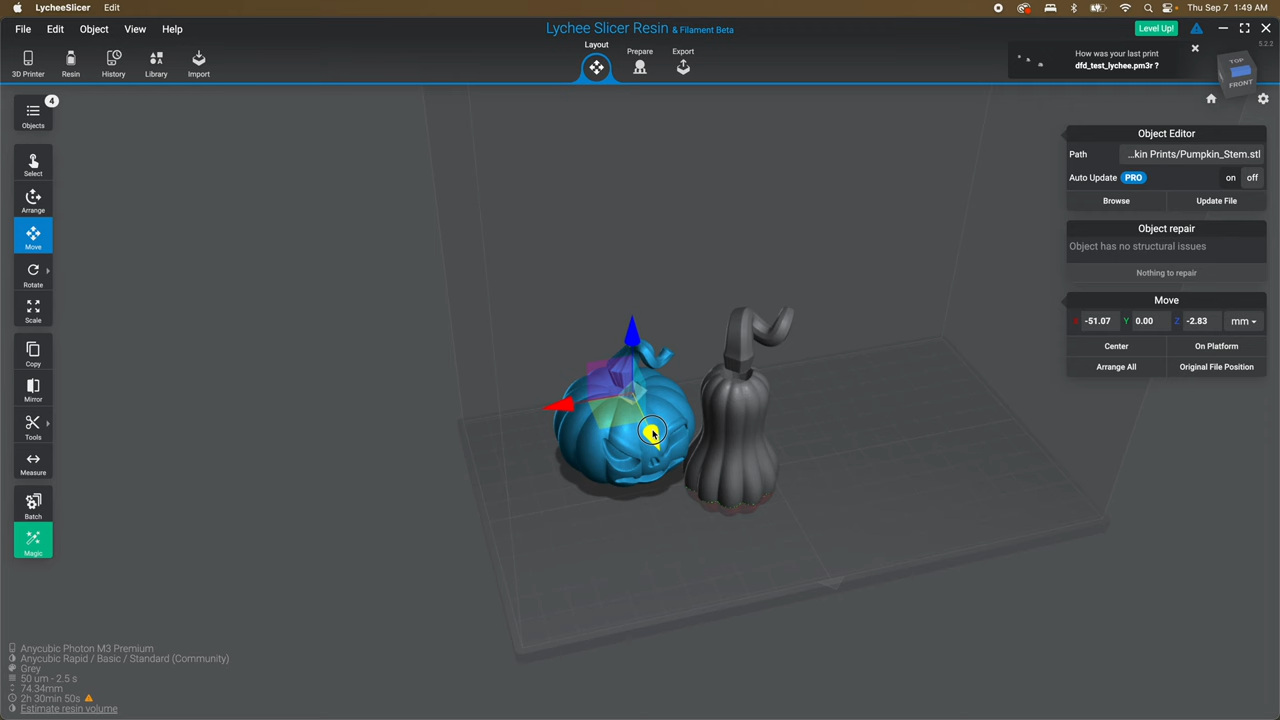 LycheeSlicer Edit
Thu Sep 7 1:49 AM
File Edit Object View Help
Lychee Slicer Resin & Filament Beta
Level Up!
5.2.2
3D Printer
Resin
History
Library
Import
Layout
Prepare
Export
How was your last print
dfd_test_lychee.pm3r ?
TOP
FRONT
Objects
4
Select
Arrange
Move
Rotate
Scale
Copy
Mirror
Tools
Measure
Batch
Magic
Object Editor
Path ...kin Prints/Pumpkin_Stem.stl
Auto Update PRO on off
Browse Update File
Object repair
Object has no structural issues
Nothing to repair
Move
X -51.07 Y 0.00 Z -2.83 mm
Center On Platform
Arrange All Original File Position
Anycubic Photon M3 Premium
Anycubic Rapid / Basic / Standard (Community)
Grey
50 um - 2.5 s
74.34mm
2h 30min 50s
Estimate resin volume